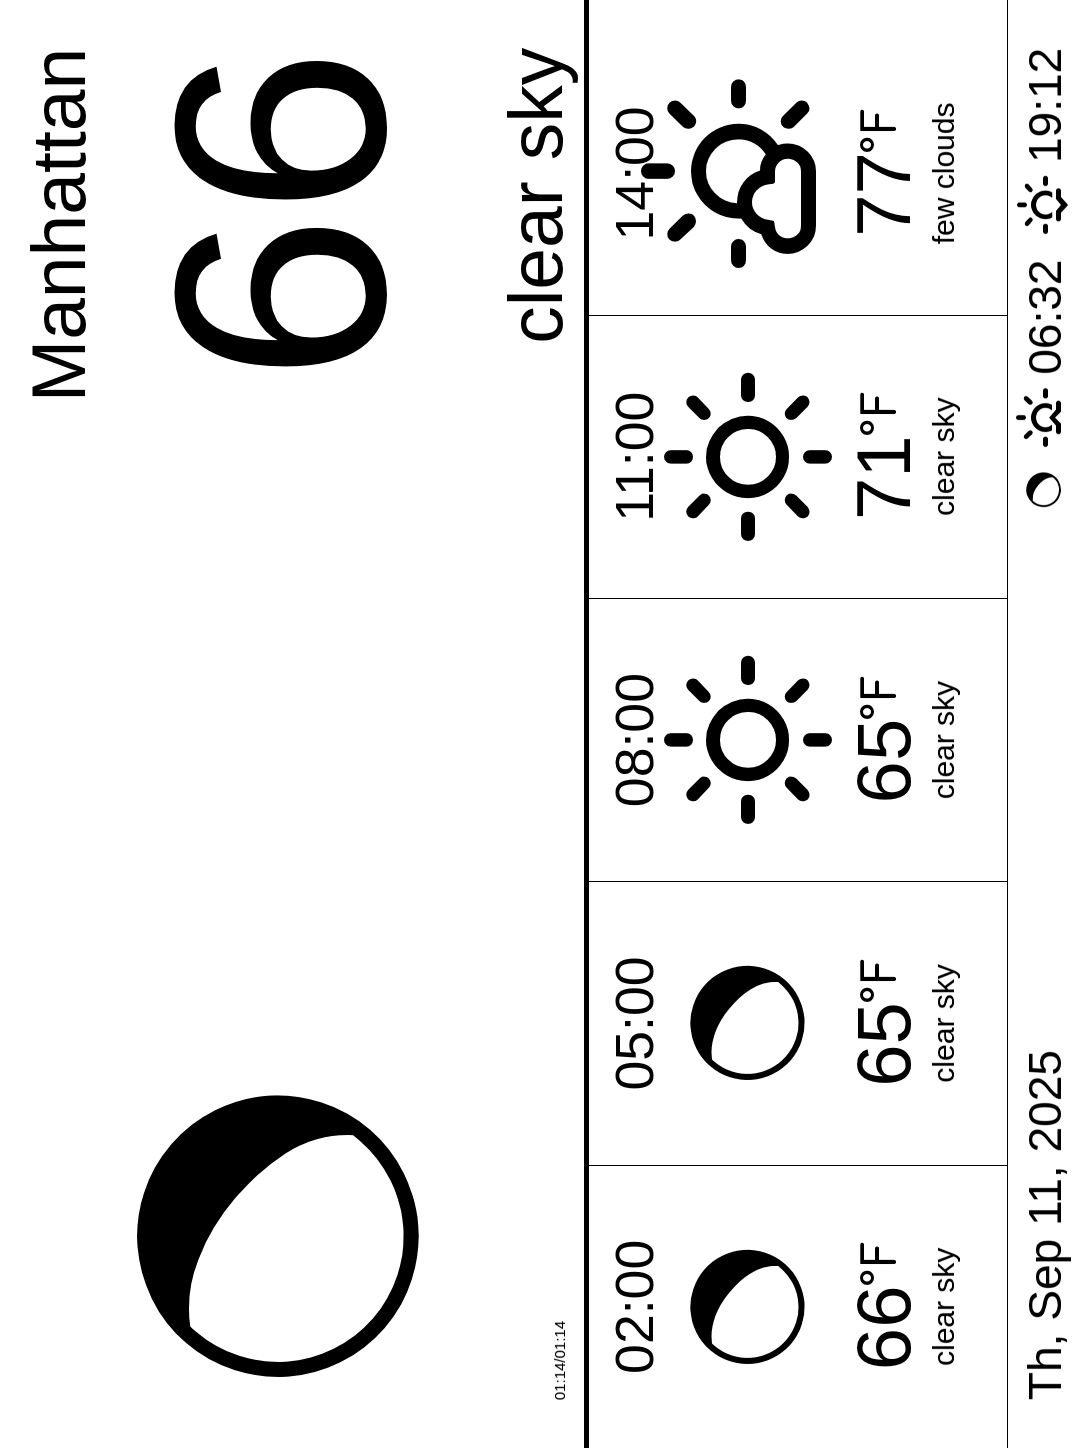 Manhattan
66
clear sky
01:14/01:14
02:00
66°F
clear sky
05:00
65°F
clear sky
08:00
65°F
clear sky
11:00
71°F
clear sky
14:00
77°F
few clouds
Th, Sep 11, 2025
06:32
19:12